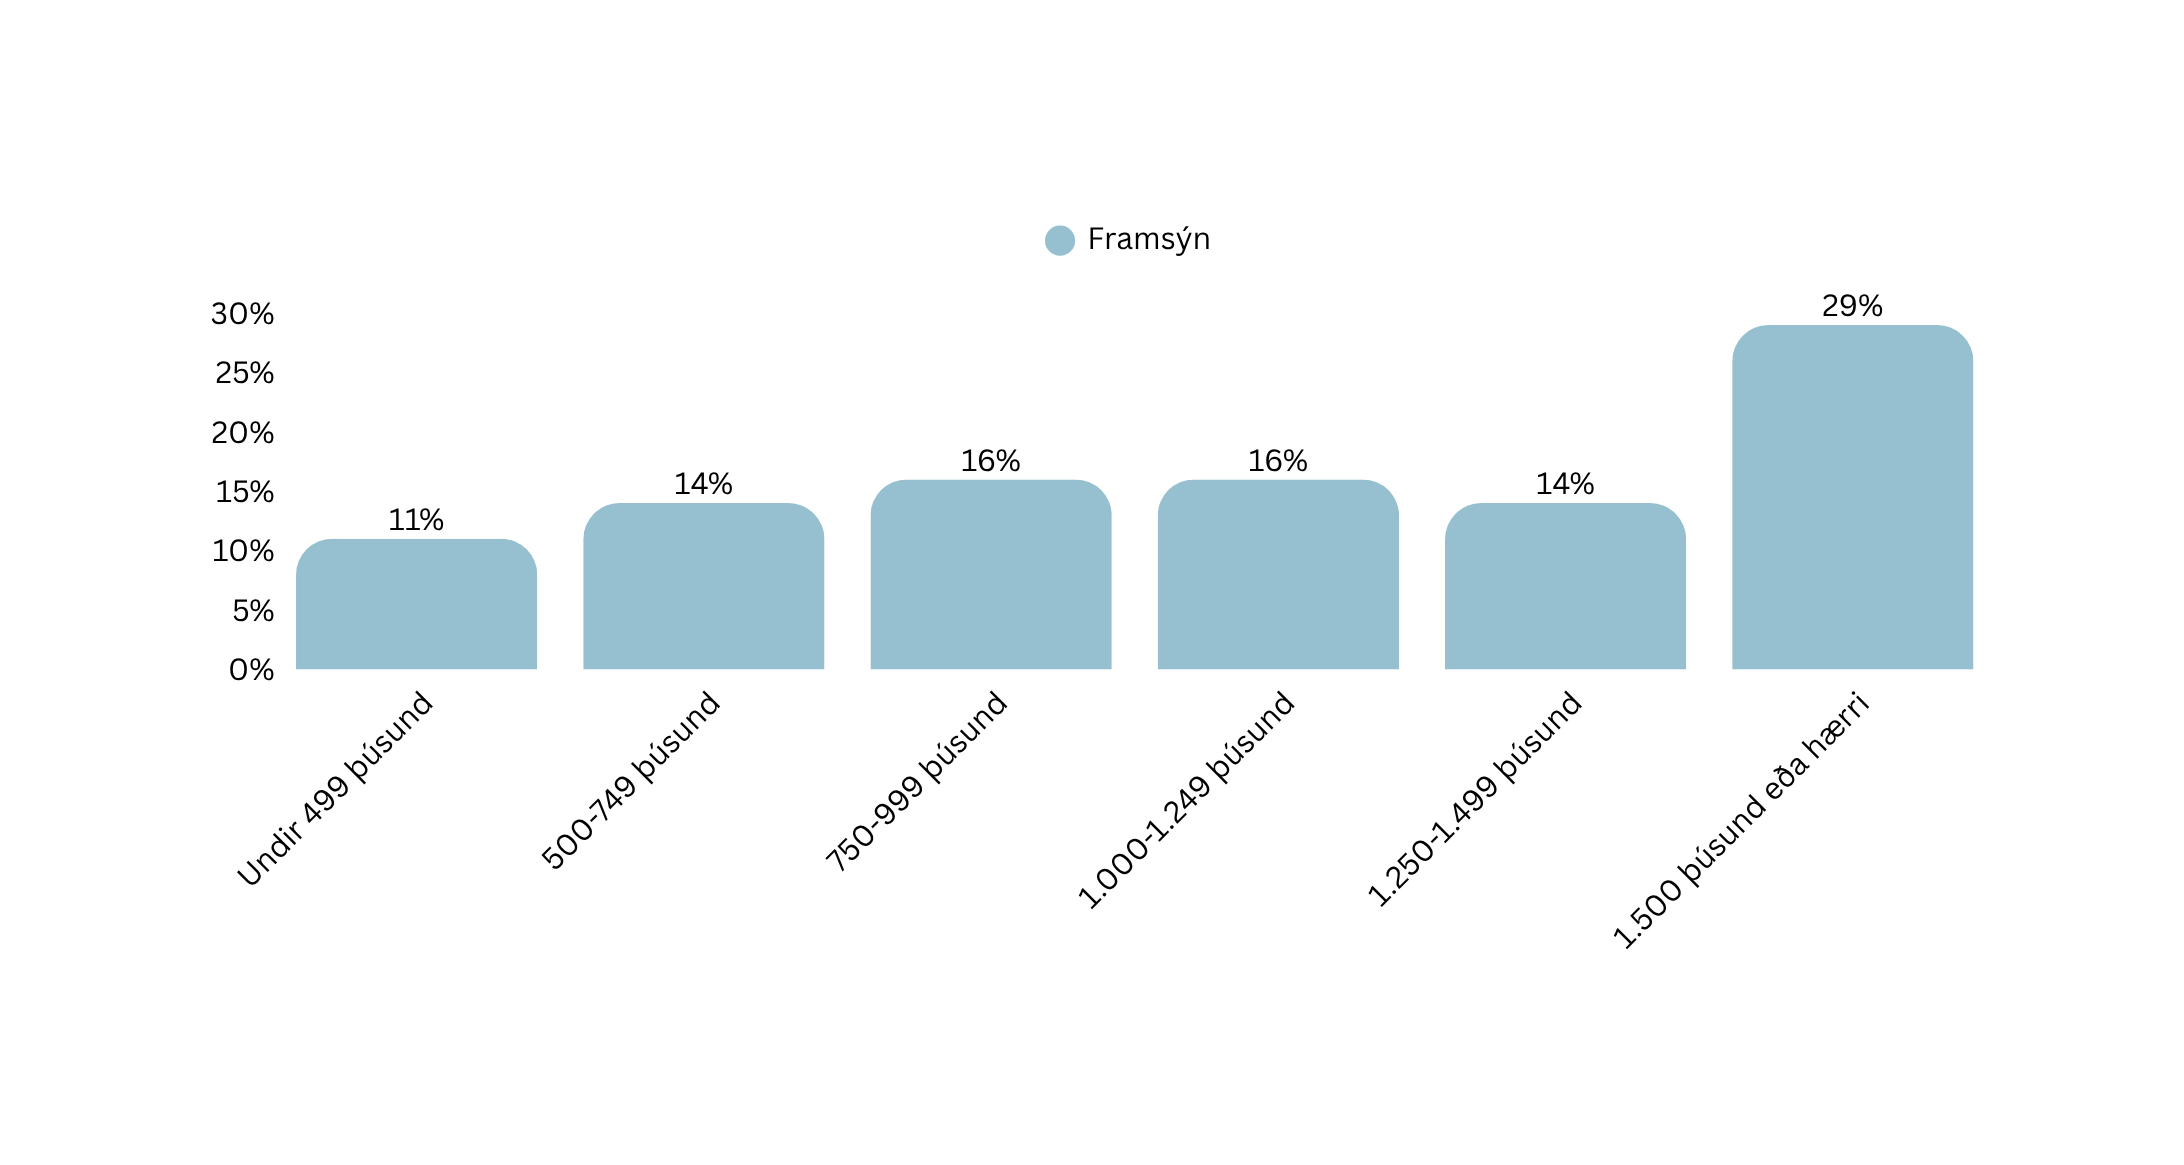 Framsýn
30%
25%
20%
15%
10%
5%
0%
11%
14%
16%
16%
14%
29%
Undir 499 þúsund
500-749 þúsund
750-999 þúsund
1.000-1.249 þúsund
1.250-1.499 þúsund
1.500 þúsund eða hærri